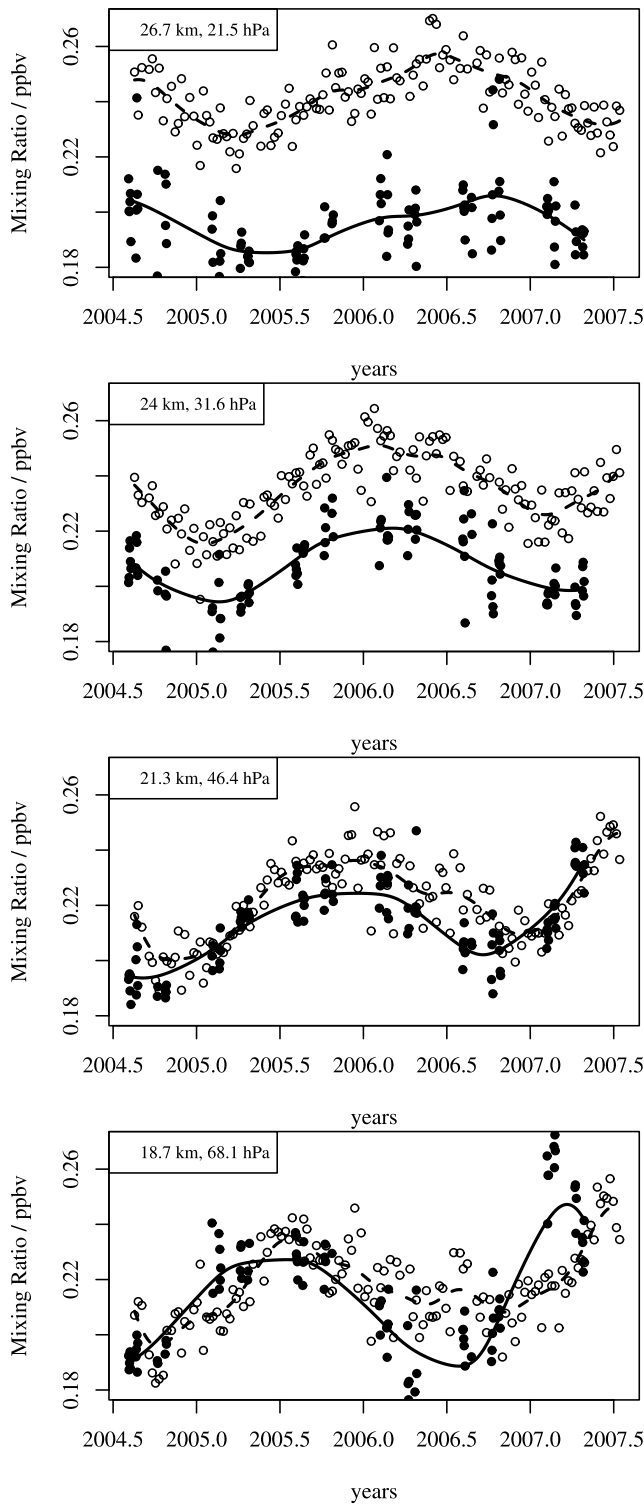 26.7 km, 21.5 hPa
Mixing Ratio / ppbv
0.18 0.22 0.26
2004.5 2005.0 2005.5 2006.0 2006.5 2007.0 2007.5
years
24 km, 31.6 hPa
Mixing Ratio / ppbv
0.18 0.22 0.26
2004.5 2005.0 2005.5 2006.0 2006.5 2007.0 2007.5
years
21.3 km, 46.4 hPa
Mixing Ratio / ppbv
0.18 0.22 0.26
2004.5 2005.0 2005.5 2006.0 2006.5 2007.0 2007.5
years
18.7 km, 68.1 hPa
Mixing Ratio / ppbv
0.18 0.22 0.26
2004.5 2005.0 2005.5 2006.0 2006.5 2007.0 2007.5
years